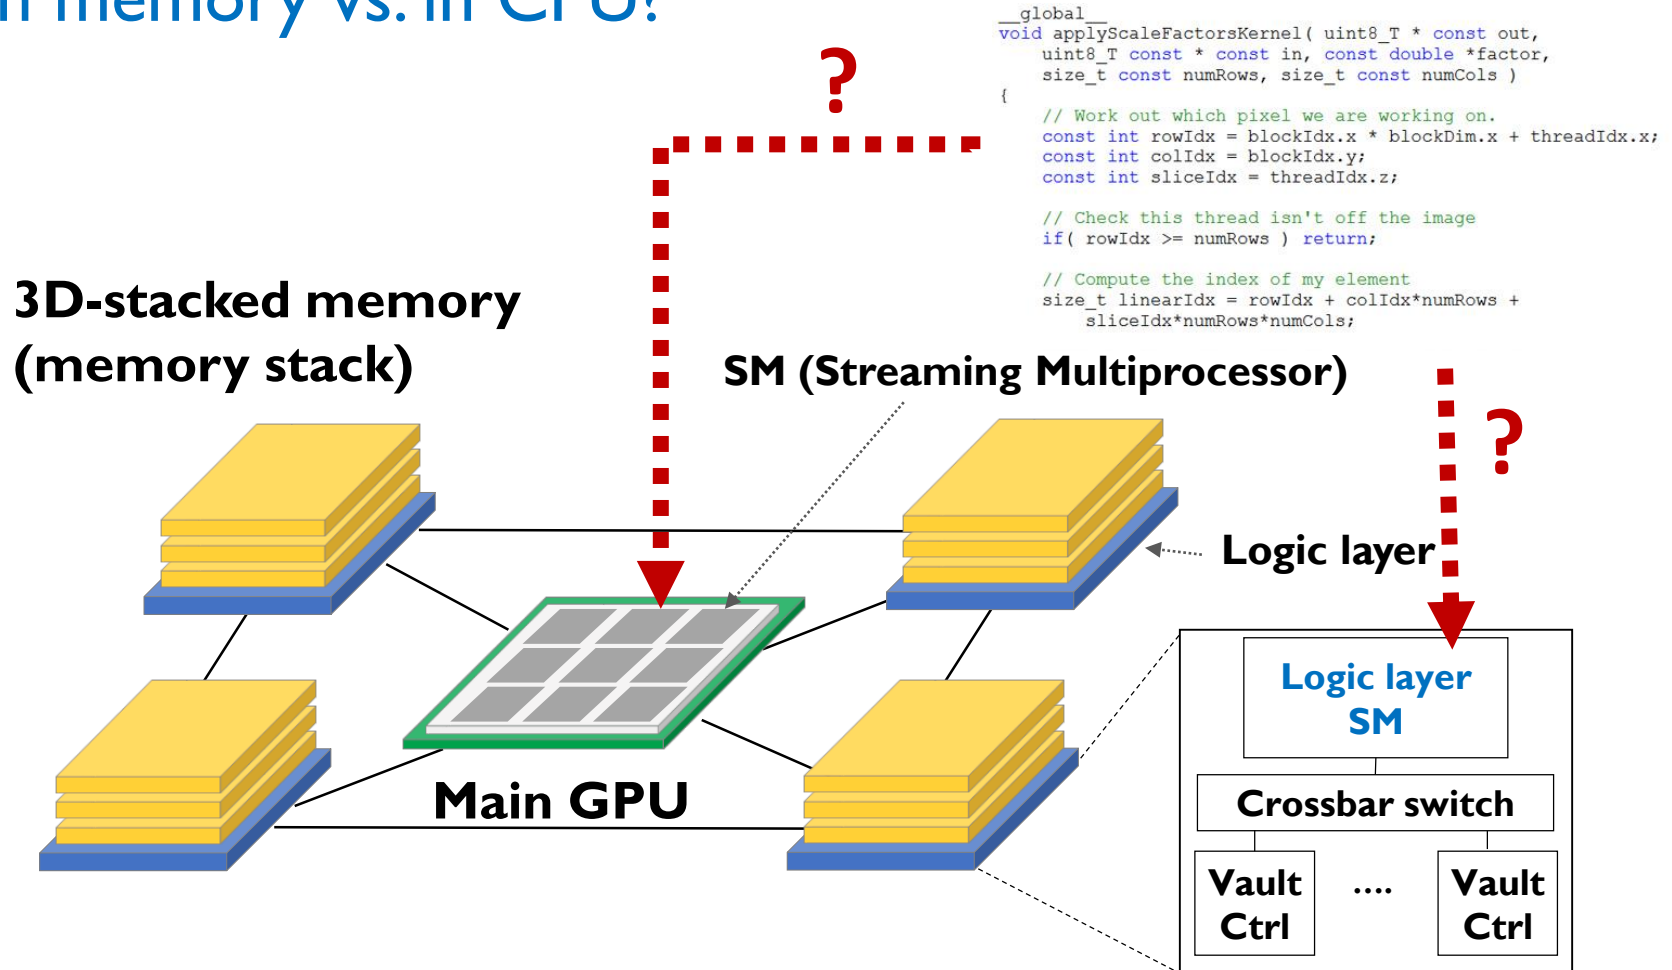 n memory vs. in CPU?
__global__
void applyScaleFactorsKernel( uint8_T * const out,
uint8_T const * const in, const double *factor,
size_t const numRows, size_t const numCols )
{
// Work out which pixel we are working on.
const int rowIdx = blockIdx.x * blockDim.x + threadIdx.x;
const int colIdx = blockIdx.y;
const int sliceIdx = threadIdx.z;
// Check this thread isn't off the image
if( rowIdx >= numRows ) return;
// Compute the index of my element
size_t linearIdx = rowIdx + colIdx*numRows +
sliceIdx*numRows*numCols;
?
3D-stacked memory
(memory stack)
SM (Streaming Multiprocessor)
?
Logic layer
Main GPU
Logic layer
SM
Crossbar switch
Vault
Ctrl
....
Vault
Ctrl